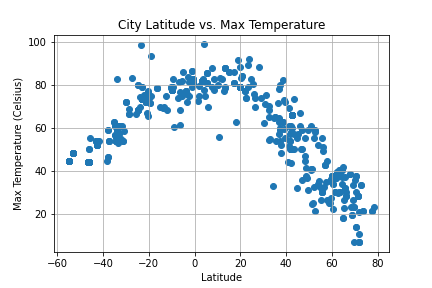 City Latitude vs. Max Temperature
Max Temperature (Celsius)
100
80
60
40
20
−60 −40 −20 0 20 40 60 80
Latitude